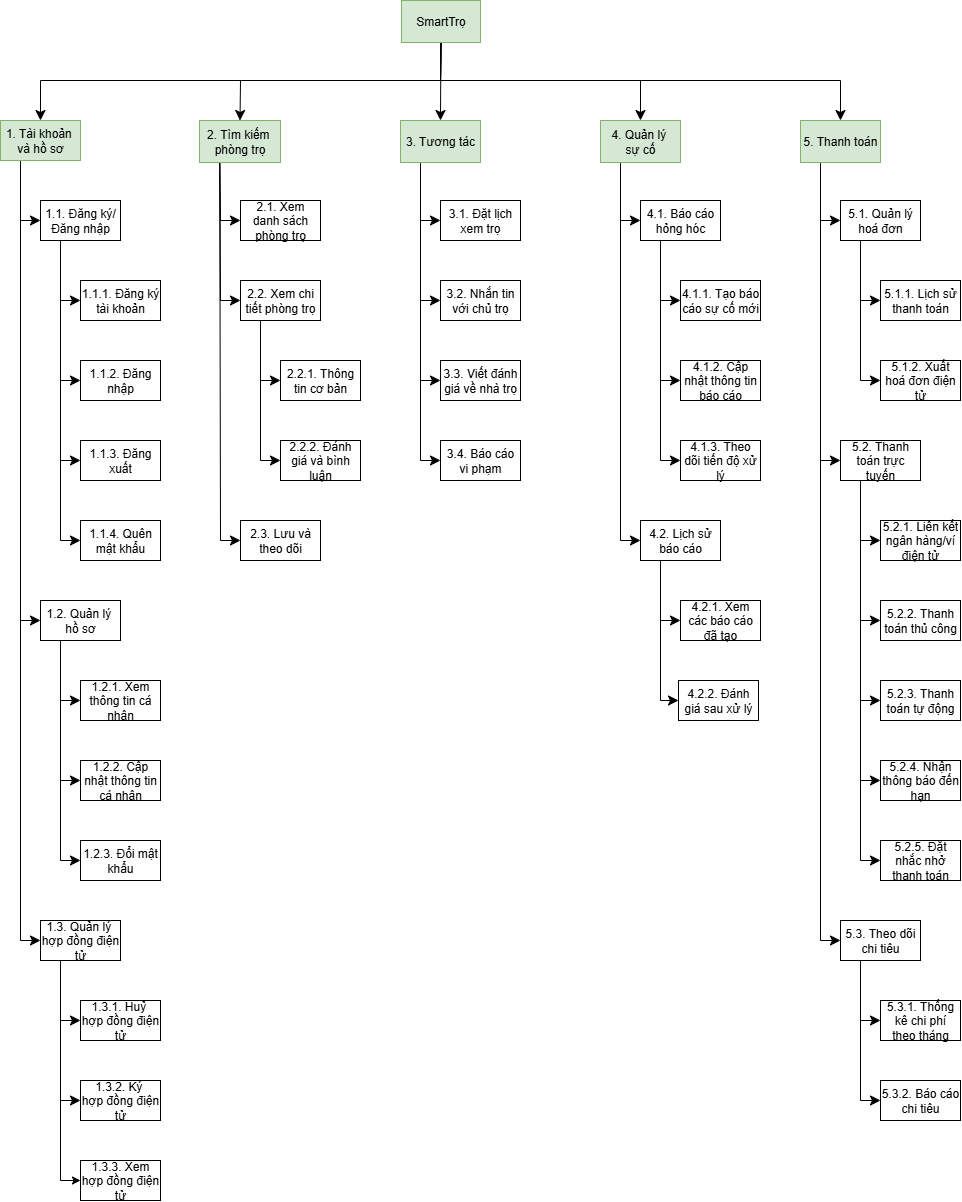 SmartTrọ
1. Tài khoản
và hồ sơ
1.1. Đăng ký/
Đăng nhập
1.1.1. Đăng ký
tài khoản
1.1.2. Đăng
nhập
1.1.3. Đăng
xuất
1.1.4. Quên
mật khẩu
1.2. Quản lý
hồ sơ
1.2.1. Xem
thông tin cá
nhân
1.2.2. Cập
nhật thông tin
cá nhân
1.2.3. Đổi mật
khẩu
1.3. Quản lý
hợp đồng điện
tử
1.3.1. Huỷ
hợp đồng điện
tử
1.3.2. Ký
hợp đồng điện
tử
1.3.3. Xem
hợp đồng điện
tử
2. Tìm kiếm
phòng trọ
2.1. Xem
danh sách
phòng trọ
2.2. Xem chi
tiết phòng trọ
2.2.1. Thông
tin cơ bản
2.2.2. Đánh
giá và bình
luận
2.3. Lưu và
theo dõi
3. Tương tác
3.1. Đặt lịch
xem trọ
3.2. Nhắn tin
với chủ trọ
3.3. Viết đánh
giá về nhà trọ
3.4. Báo cáo
vi phạm
4. Quản lý
sự cố
4.1. Báo cáo
hỏng hóc
4.1.1. Tạo báo
cáo sự cố mới
4.1.2. Cập
nhật thông tin
báo cáo
4.1.3. Theo
dõi tiến độ xử
lý
4.2. Lịch sử
báo cáo
4.2.1. Xem
các báo cáo
đã tạo
4.2.2. Đánh
giá sau xử lý
5. Thanh toán
5.1. Quản lý
hoá đơn
5.1.1. Lịch sử
thanh toán
5.1.2. Xuất
hoá đơn điện
tử
5.2. Thanh
toán trực
tuyến
5.2.1. Liên kết
ngân hàng/ví
điện tử
5.2.2. Thanh
toán thủ công
5.2.3. Thanh
toán tự động
5.2.4. Nhận
thông báo đến
hạn
5.2.5. Đặt
nhắc nhở
thanh toán
5.3. Theo dõi
chi tiêu
5.3.1. Thống
kê chi phí
theo tháng
5.3.2. Báo cáo
chi tiêu